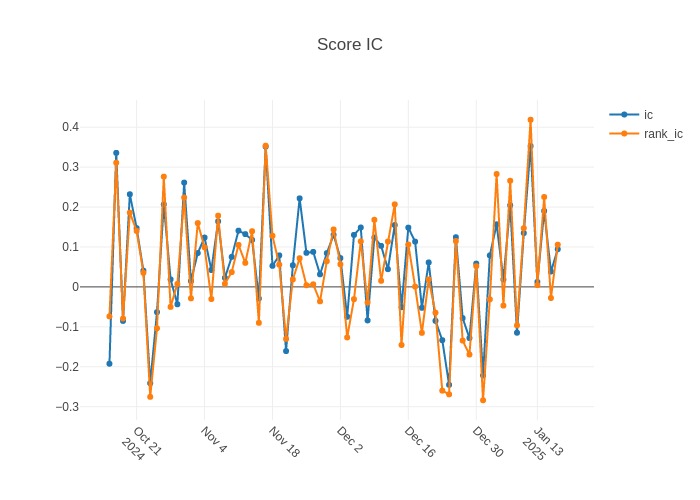 Score IC
ic
rank_ic
0.4
0.3
0.2
0.1
0
−0.1
−0.2
−0.3
Oct 21
2024
Nov 4
Nov 18
Dec 2
Dec 16
Dec 30
Jan 13
2025